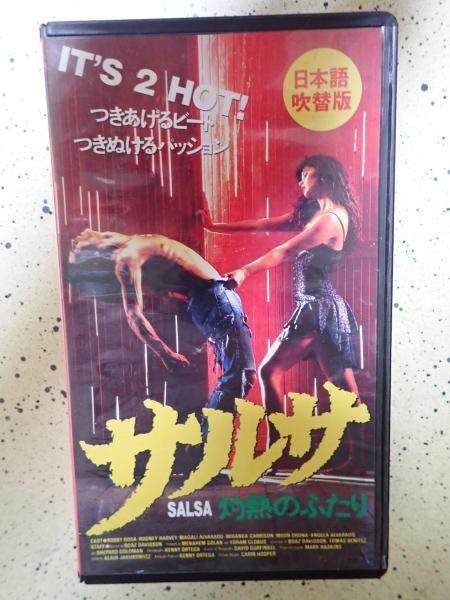 IT'S 2 HOT!
つきあげるビート
つきぬけるパッション
日本語
吹替版
サルサ
SALSA 灼熱のふたり
CAST◆ROBBY ROSA, RODNEY HARVEY, MAGALI ALVARADO, MIRANDA GARRISON, MOON ORONA, ANGELA ALVARADO
STAFF◆ BOAZ DAVIDSON, MENAHEM GOLAN and YORAM GLOBUS BOAZ DAVIDSON, TOMAS BENITEZ
SHEPARD GOLDMAN KENNY ORTEGA DAVID GURFINKEL MARK HASKINS
ALAIN JAKUBOWICZ KENNY ORTEGA CARIN HOOPER